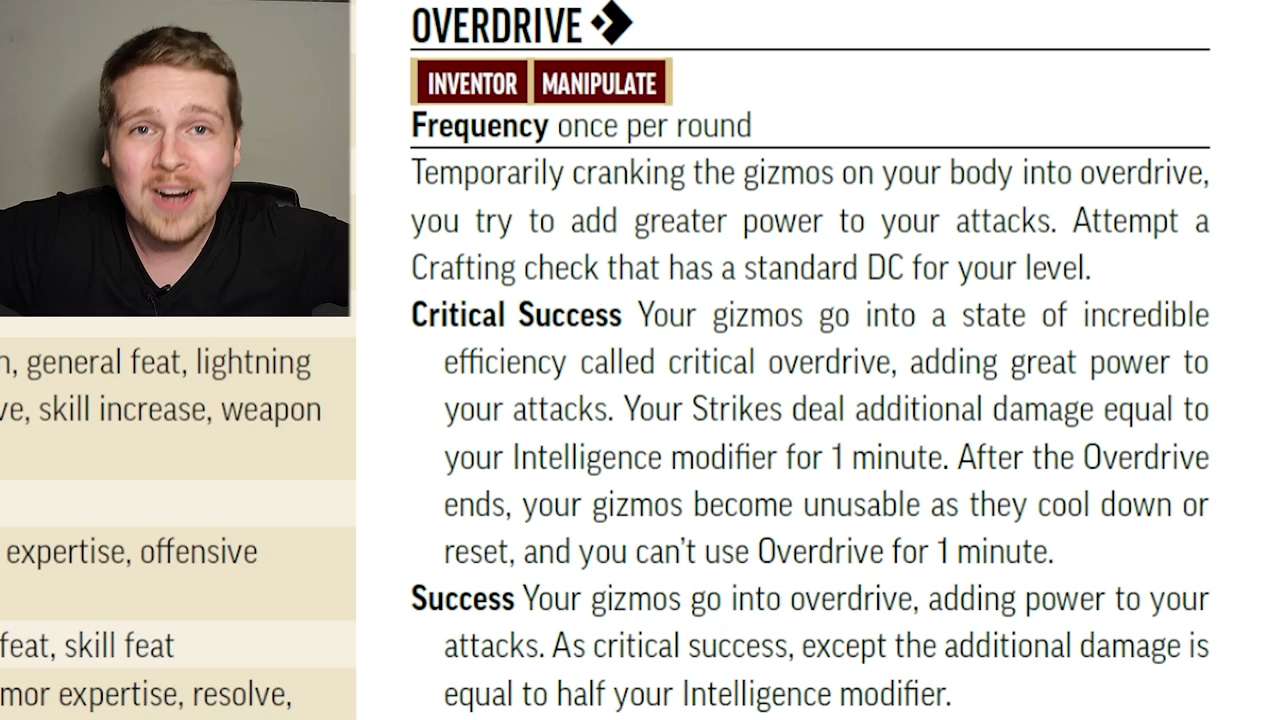 OVERDRIVE
INVENTOR MANIPULATE
Frequency once per round
Temporarily cranking the gizmos on your body into overdrive,
you try to add greater power to your attacks. Attempt a
Crafting check that has a standard DC for your level.
Critical Success Your gizmos go into a state of incredible
efficiency called critical overdrive, adding great power to
your attacks. Your Strikes deal additional damage equal to
your Intelligence modifier for 1 minute. After the Overdrive
ends, your gizmos become unusable as they cool down or
reset, and you can't use Overdrive for 1 minute.
Success Your gizmos go into overdrive, adding power to your
attacks. As critical success, except the additional damage is
equal to half your Intelligence modifier.
n, general feat, lightning
ve, skill increase, weapon
expertise, offensive
feat, skill feat
mor expertise, resolve,